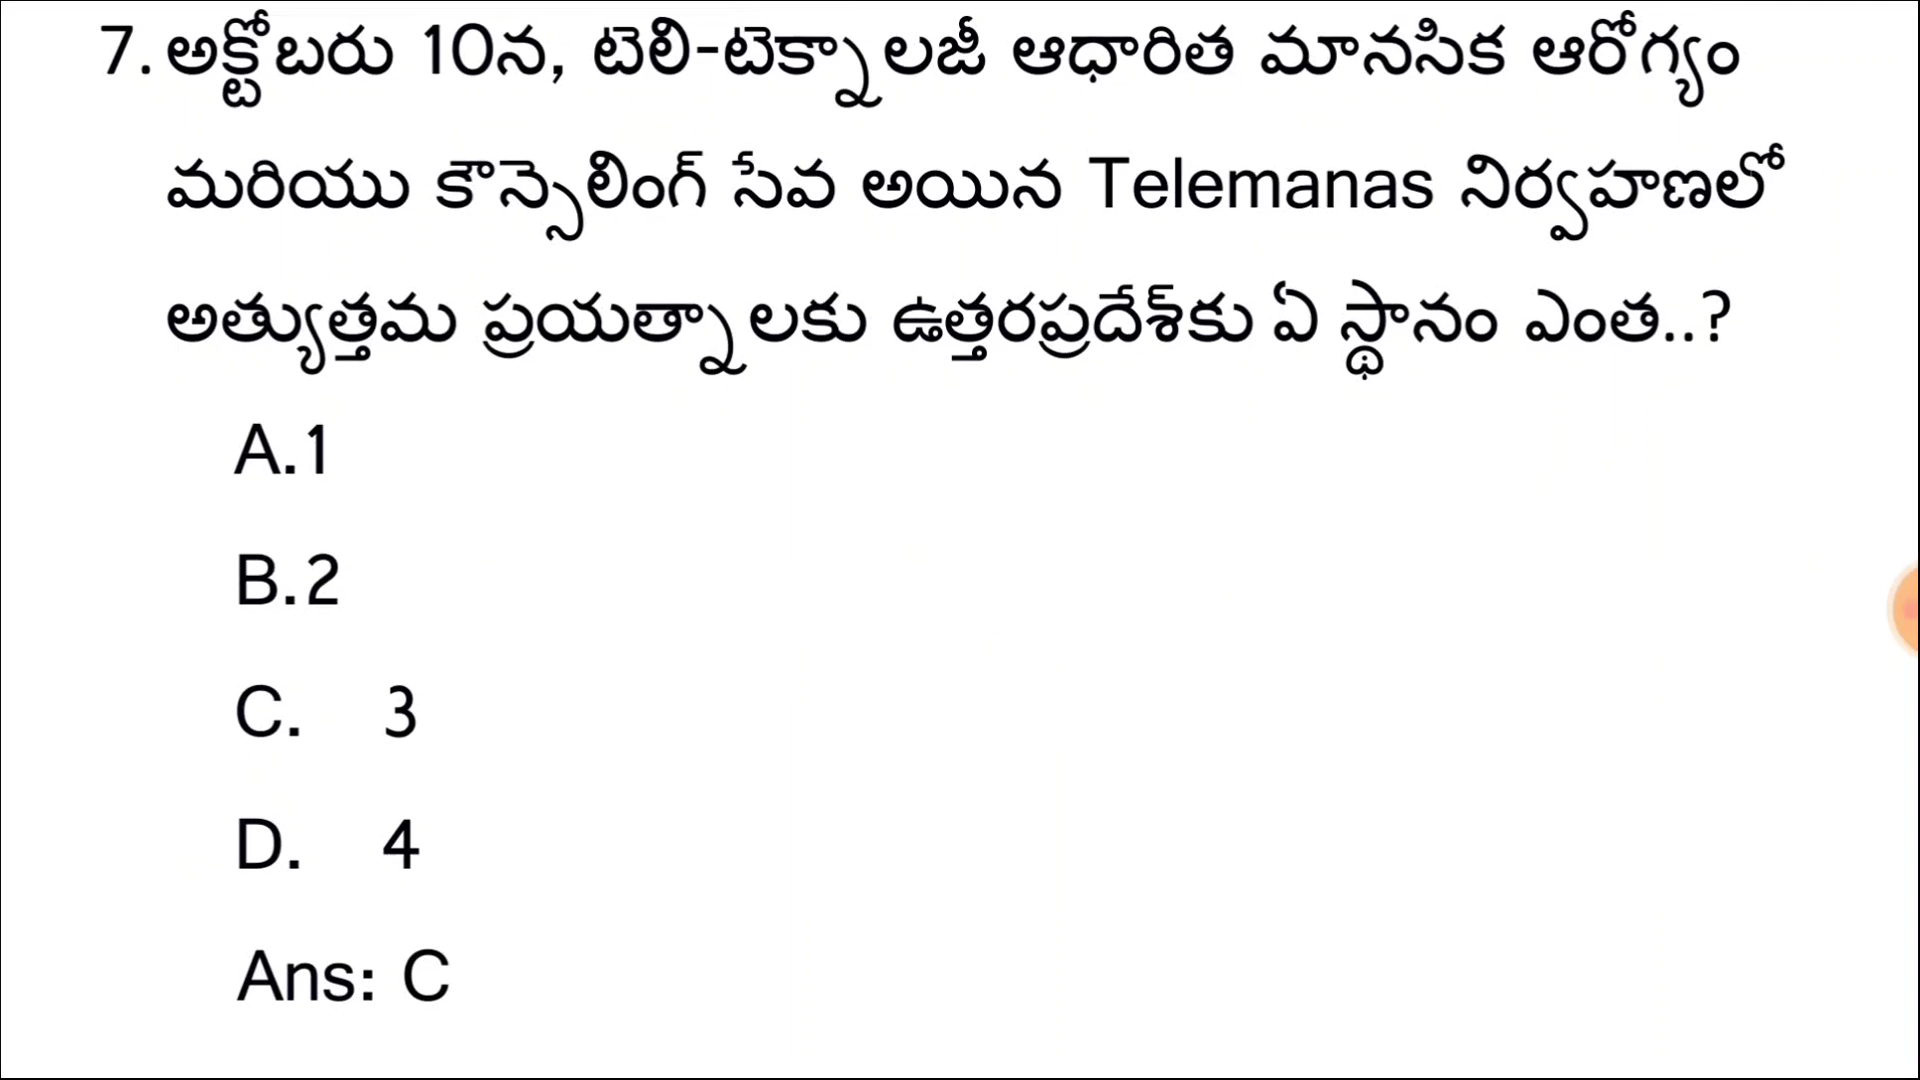 7. అక్టోబరు 10న, టెలి-టెక్నాలజీ ఆధారిత మానసిక ఆరోగ్యం
మరియు కౌన్సెలింగ్ సేవ అయిన Telemanas నిర్వహణలో
అత్యుత్తమ ప్రయత్నాలకు ఉత్తరప్రదేశ్‌కు ఏ స్థానం ఎంత..?
A.1
B.2
C. 3
D. 4
Ans: C